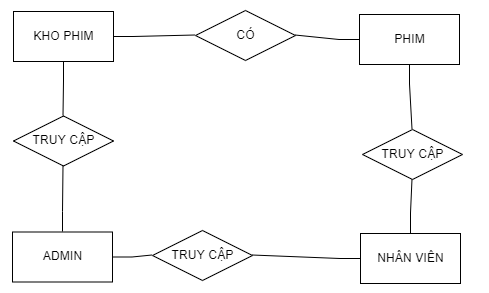 KHO PHIM
CÓ
PHIM
TRUY CẬP
TRUY CẬP
ADMIN
TRUY CẬP
NHÂN VIÊN